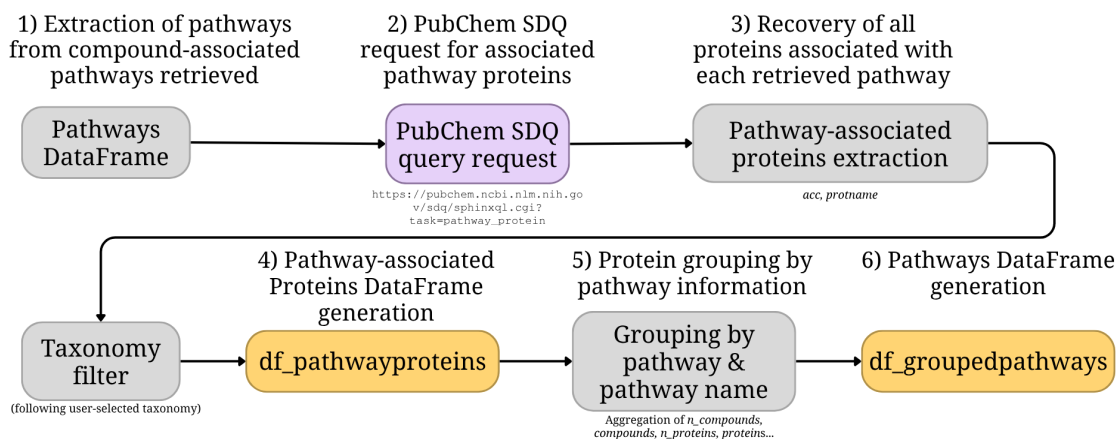 1) Extraction of pathways
from compound-associated
pathways retrieved
2) PubChem SDQ
request for associated
pathway proteins
3) Recovery of all
proteins associated with
each retrieved pathway
Pathways
DataFrame
PubChem SDQ
query request
https://pubchem.ncbi.nlm.nih.go
v/sdq/sphinxql.cgi?
task=pathway_protein
Pathway-associated
proteins extraction
acc, protname
4) Pathway-associated
Proteins DataFrame
generation
5) Protein grouping by
pathway information
6) Pathways DataFrame
generation
Taxonomy
filter
(following user-selected taxonomy)
df_pathwayproteins
Grouping by
pathway &
pathway name
Aggregation of n_compounds,
compounds, n_proteins, proteins...
df_groupedpathways